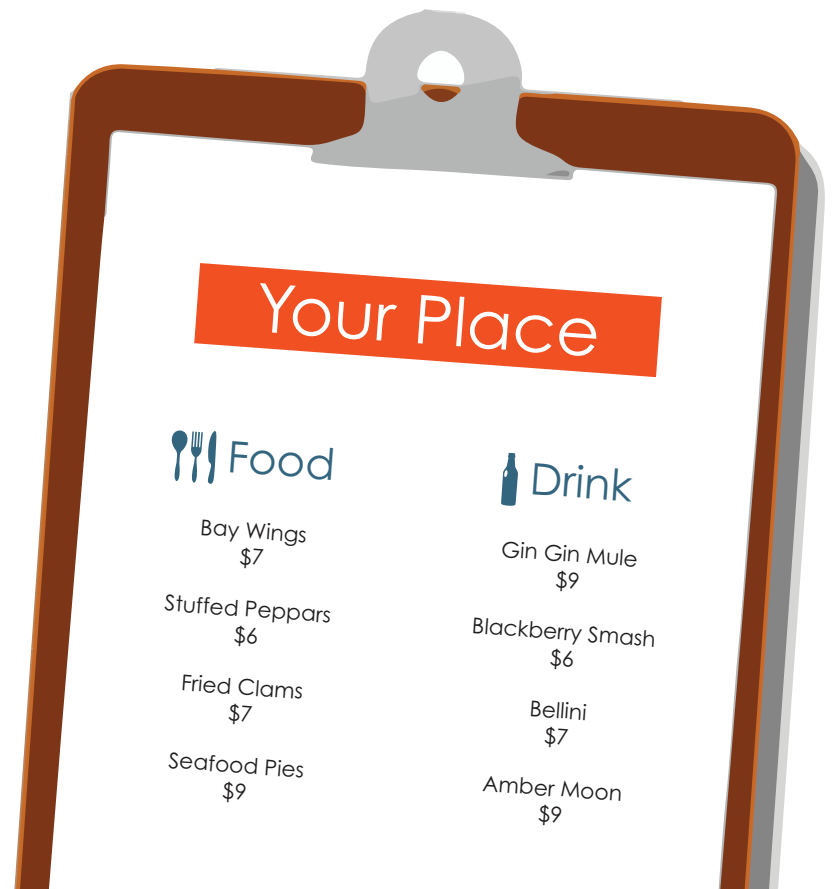 Your Place
Food
Bay Wings
$7
Stuffed Peppars
$6
Fried Clams
$7
Seafood Pies
$9
Drink
Gin Gin Mule
$9
Blackberry Smash
$6
Bellini
$7
Amber Moon
$9